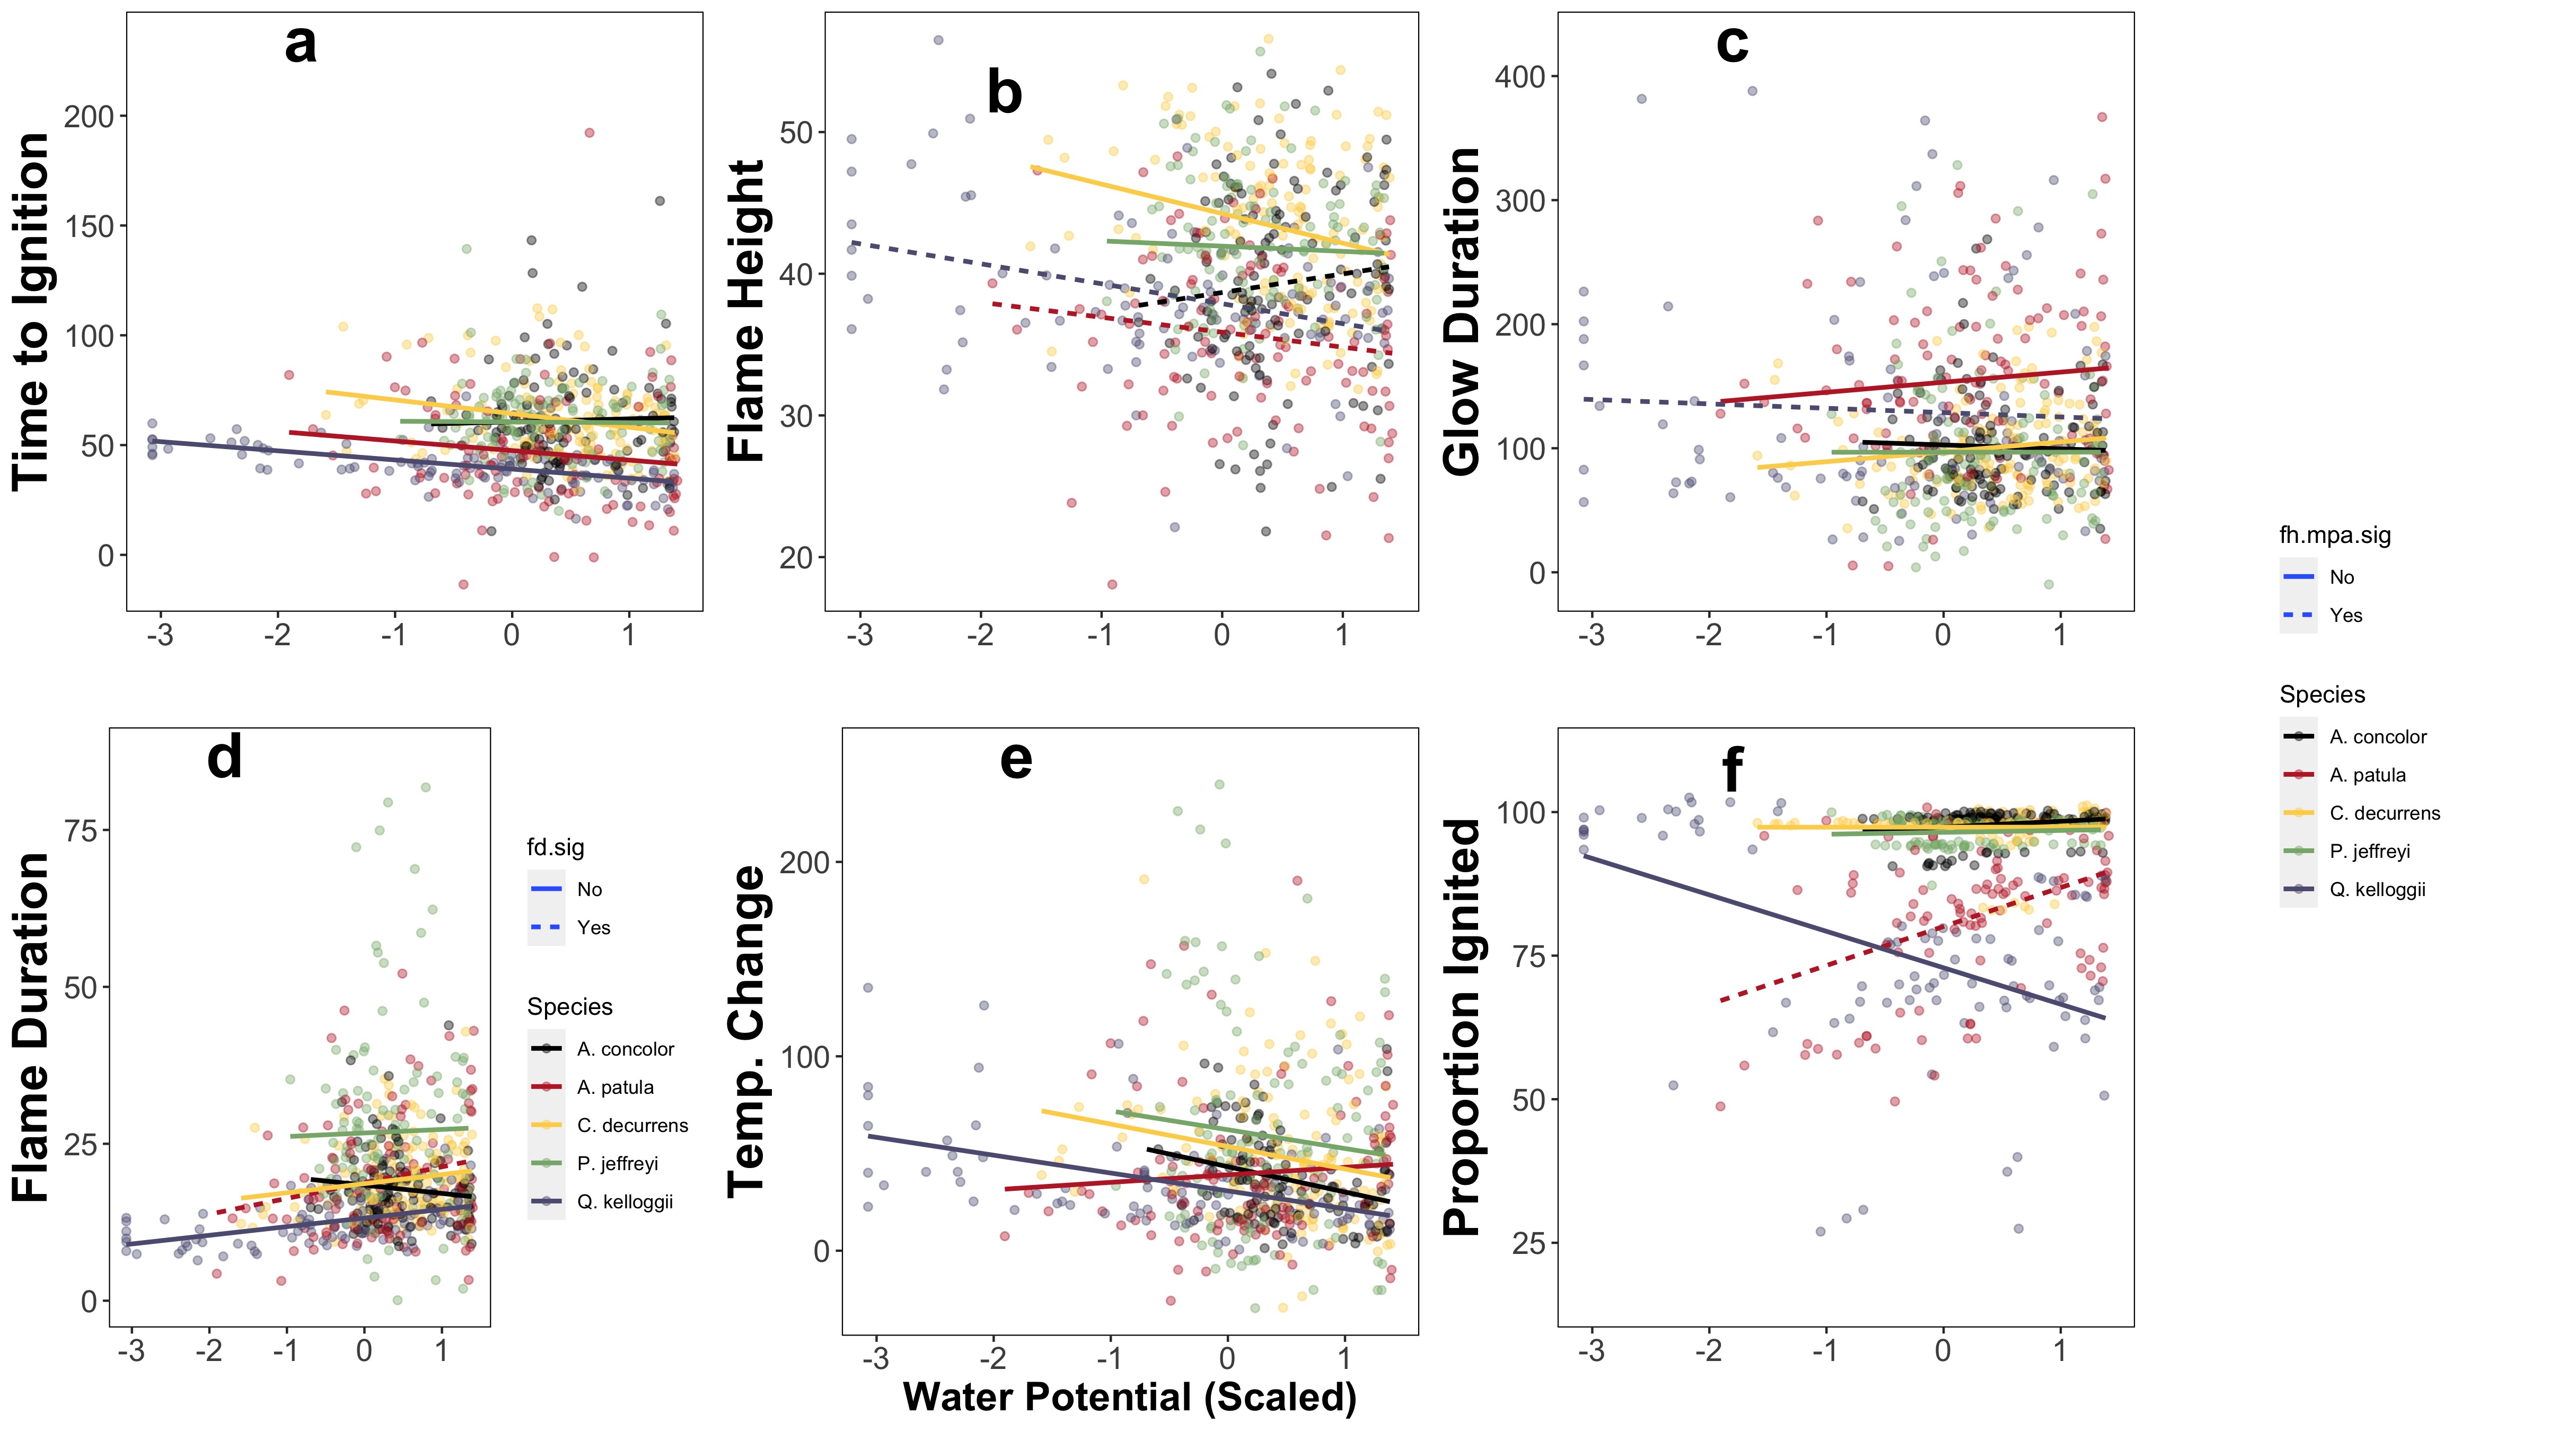 a
Time to Ignition
200
150
100
50
0
-3 -2 -1 0 1
b
Flame Height
50
40
30
20
-3 -2 -1 0 1
c
Glow Duration
400
300
200
100
0
-3 -2 -1 0 1
fh.mpa.sig
No
Yes
Species
A. concolor
A. patula
C. decurrens
P. jeffreyi
Q. kelloggii
d
Flame Duration
75
50
25
0
-3 -2 -1 0 1
fd.sig
No
Yes
Species
A. concolor
A. patula
C. decurrens
P. jeffreyi
Q. kelloggii
e
Temp. Change
200
100
0
-3 -2 -1 0 1
Water Potential (Scaled)
f
Proportion Ignited
100
75
50
25
-3 -2 -1 0 1